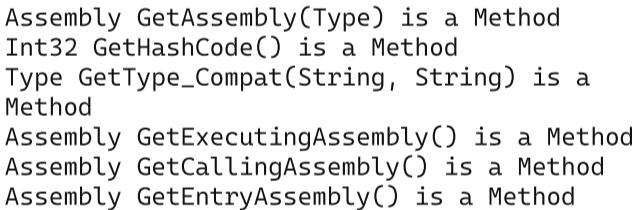 Assembly GetAssembly(Type) is a Method
Int32 GetHashCode() is a Method
Type GetType_Compat(String, String) is a
Method
Assembly GetExecutingAssembly() is a Method
Assembly GetCallingAssembly() is a Method
Assembly GetEntryAssembly() is a Method